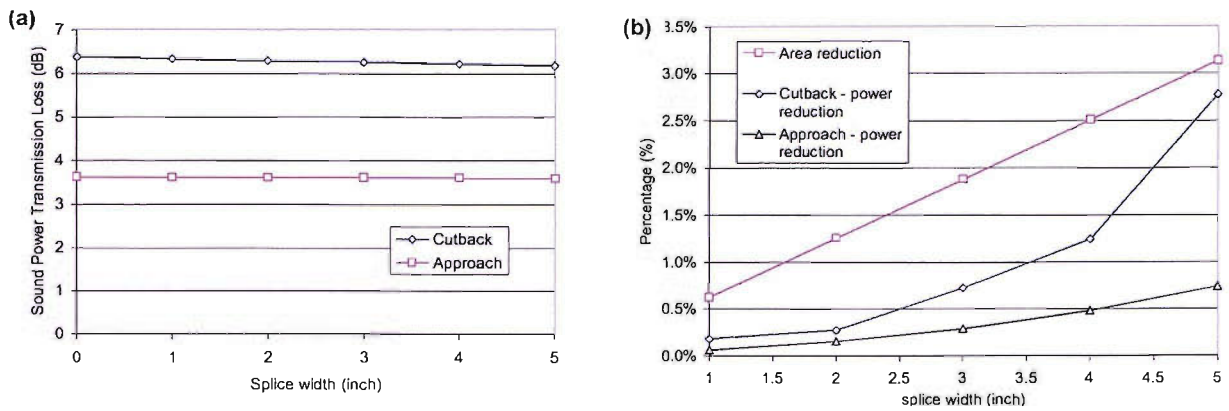 (a)
7
6
5
4
3
2
1
0
Sound Power Transmission Loss (dB)
0 1 2 3 4 5
Splice width (inch)
Cutback
Approach
(b)
3.5%
3.0%
2.5%
2.0%
1.5%
1.0%
0.5%
0.0%
Percentage (%)
1 1.5 2 2.5 3 3.5 4 4.5 5
splice width (inch)
Area reduction
Cutback - power
reduction
Approach - power
reduction